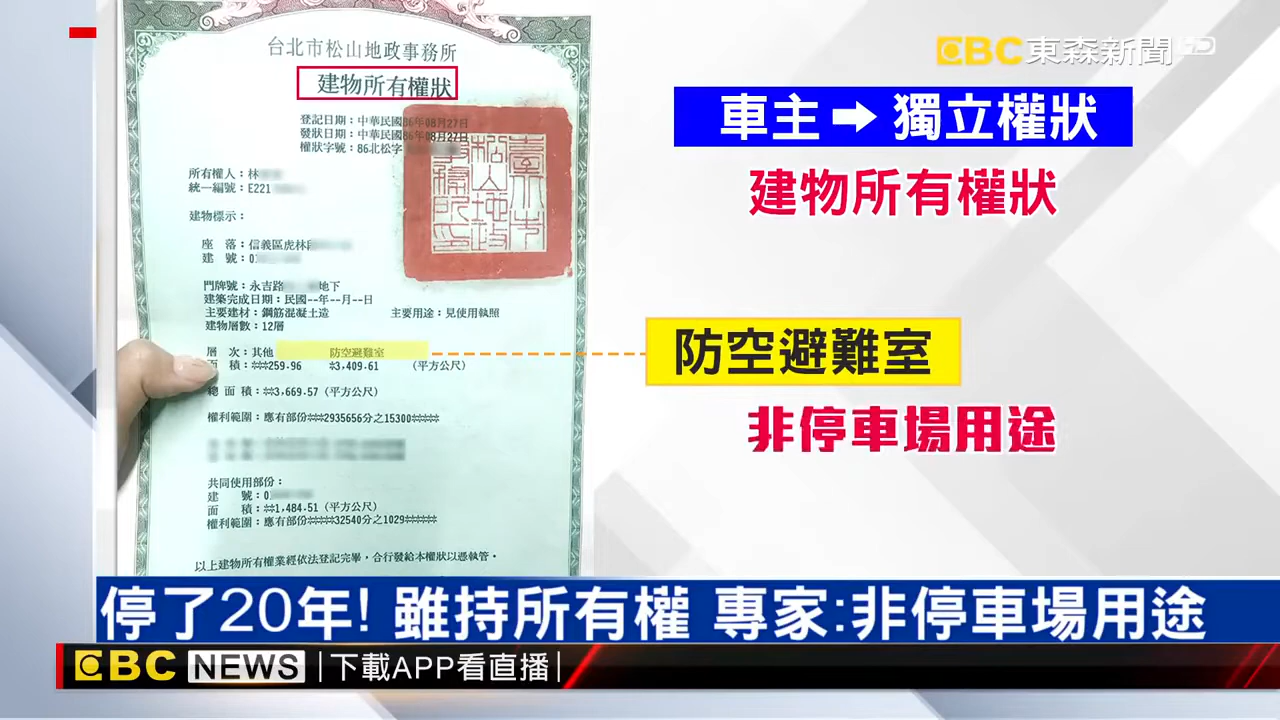 EBC 東森新聞 HD
台北市松山地政事務所
建物所有權狀
登記日期：中華民國86年08月27日
發狀日期：中華民國86年08月27日
權狀字號：86北松字
所有權人：林
統一編號：E221
建物標示：
座　落：信義區虎林
建　號：0
門牌號：永吉路 地下
建築完成日期：民國--年--月--日
主要建材：鋼筋混凝土造　主要用途：見使用執照
建物層數：12層
層　次：其他　防空避難室
面　積：**259.96　*3,409.61　(平方公尺)
總面積：**3,669.57 (平方公尺)
權利範圍：應有部份***2935656分之15300*****
共同使用部份：
建　號：0
面　積：**1,484.51 (平方公尺)
權利範圍：應有部份*****32540分之1029******
以上建物所有權業經依法登記完畢，合行發給本權狀以憑執管。
臺北市松山地政事務所印
車主➡獨立權狀
建物所有權狀
防空避難室
非停車場用途
停了20年! 雖持所有權 專家:非停車場用途
EBC NEWS |下載APP看直播|